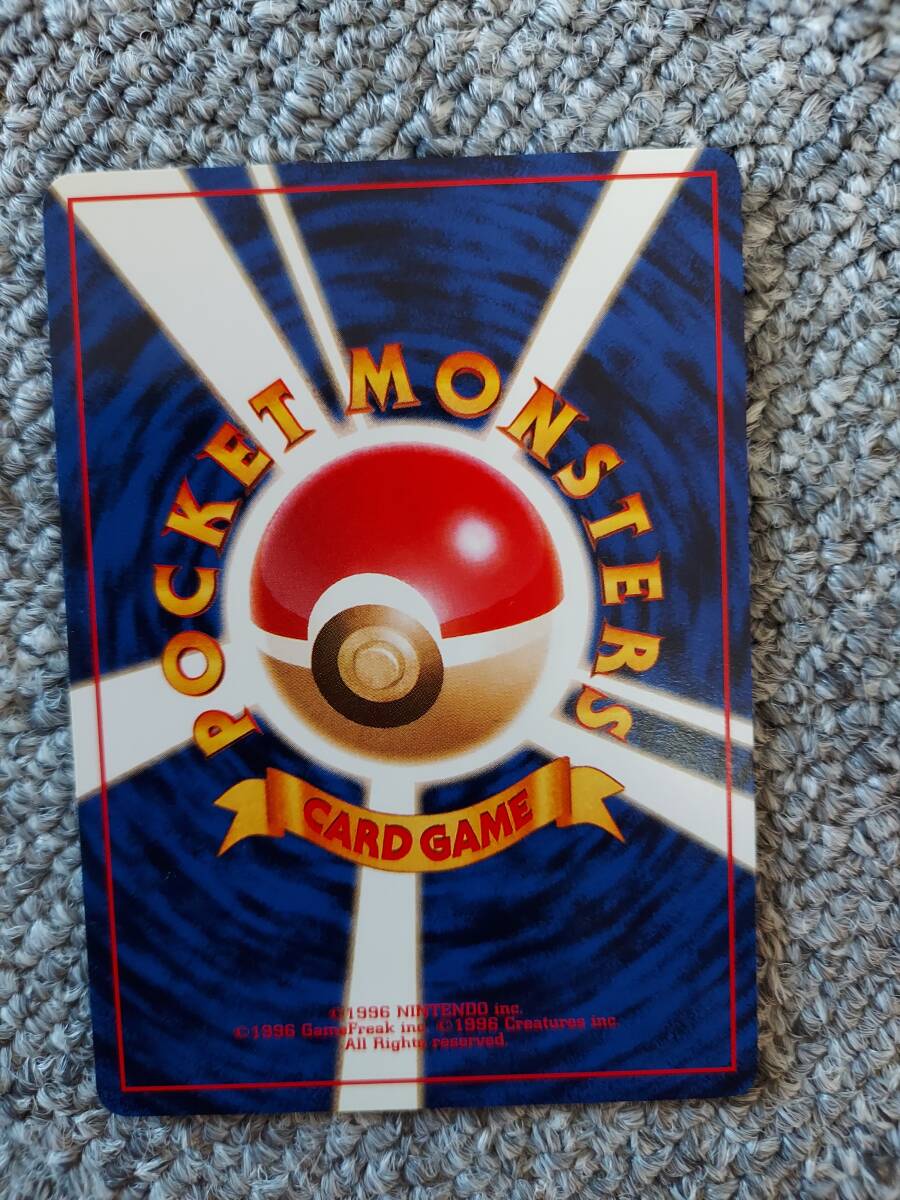 POCKET MONSTERS
CARD GAME
©1996 NINTENDO inc.
©1996 GameFreak inc. ©1996 Creatures inc.
All Rights reserved.